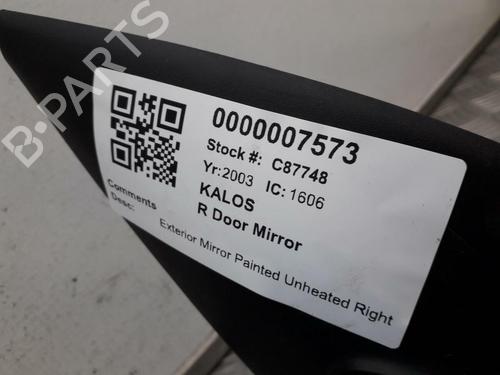 B-PARTS
0000007573
Stock #: C87748
Yr:2003 IC: 1606
KALOS
R Door Mirror
Comments
Desc:
Exterior Mirror Painted Unheated Right